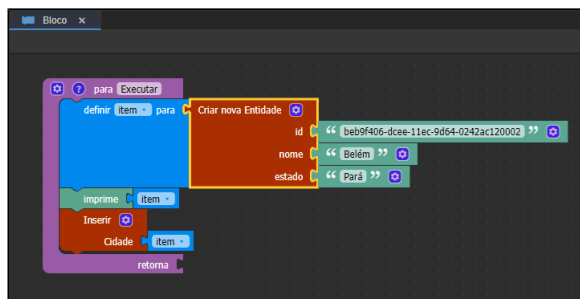 Bloco ×
? para Executar
definir item para Criar nova Entidade
id “ beb9f406-dcee-11ec-9d64-0242ac120002 ”
nome “ Belém ”
estado “ Pará ”
imprime item
Inserir
Cidade item
retorna